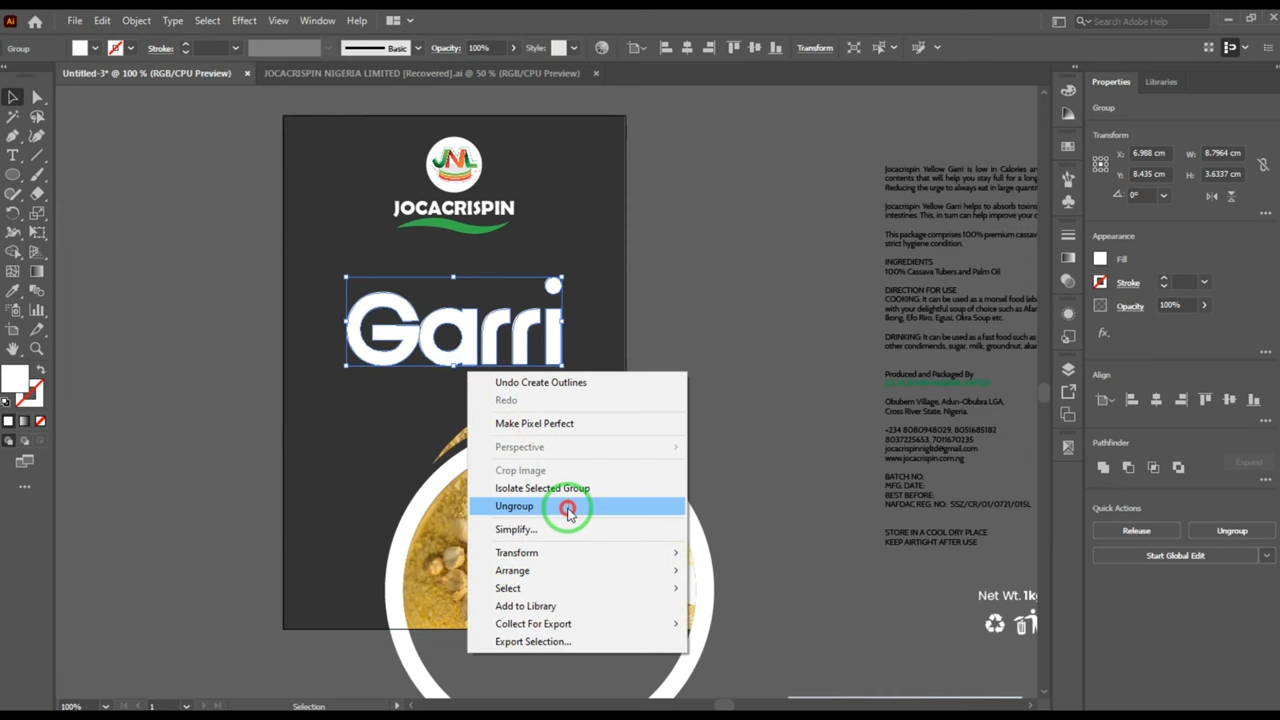 Ai
File Edit Object Type Select Effect View Window Help
Search Adobe Help
Group
Stroke:
Basic
Opacity: 100%
Style:
Transform
Untitled-3* @ 100 % (RGB/CPU Preview)
JOCACRISPIN NIGERIA LIMITED [Recovered].ai @ 50 % (RGB/CPU Preview)
JNL
JOCACRISPIN
Garri
Undo Create Outlines
Redo
Make Pixel Perfect
Perspective
Crop Image
Isolate Selected Group
Ungroup
Simplify...
Transform
Arrange
Select
Add to Library
Collect For Export
Export Selection...
Jocacrispin Yellow Garri is low in Calories an
contents that will help you stay full for a long
Reducing the urge to always eat in large quantit
Jocacrispin Yellow Garri helps to absorb toxins
intestines. This, in turn can help improve your o
This package comprises 100% premium cassava
strict hygiene condition.
INGREDIENTS
100% Cassava Tubers and Palm Oil
DIRECTION FOR USE
COOKING: It can be used as a morsel food (eba
with your delightful soup of choice such as Afan
Ikong, Efo Riro, Egusi, Okra Soup etc.
DRINKING: It can be used as a fast food such as
other condiments, sugar, milk, groundnut, akar
Produced and Packaged By
Obubem Village, Adun-Obubra LGA,
Cross River State, Nigeria.
+234 8080948029, 8051685182
8037225653, 7011670235
jocacrispinnigltd@gmail.com
www.jocacrispin.com.ng
BATCH NO:
MFG. DATE:
BEST BEFORE:
NAFDAC REG. NO: SSZ/CR/01/0721/015L
STORE IN A COOL DRY PLACE
KEEP AIRTIGHT AFTER USE
Net Wt. 1kg
Properties
Libraries
Group
Transform
X: 6.988 cm W: 8.7964 cm
Y: 8.435 cm H: 3.6337 cm
0°
Appearance
Fill
Stroke
Opacity 100%
fx.
Align
Pathfinder
Expand
Quick Actions
Release
Ungroup
Start Global Edit
100%
1
Selection